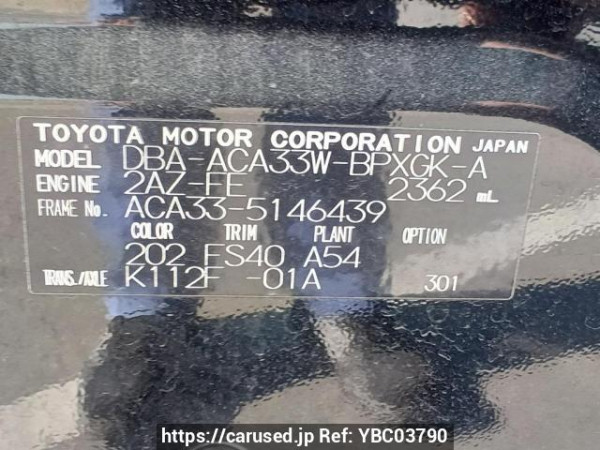 TOYOTA MOTOR CORPORATION JAPAN
MODEL DBA-ACA33W-BPXGK-A
ENGINE 2AZ-FE 2362 mL
FRAME No. ACA33-5146439
COLOR TRIM PLANT OPTION
202 FS40 A54
TRANS./AXLE K112F -01A 301
https://carused.jp Ref: YBC03790